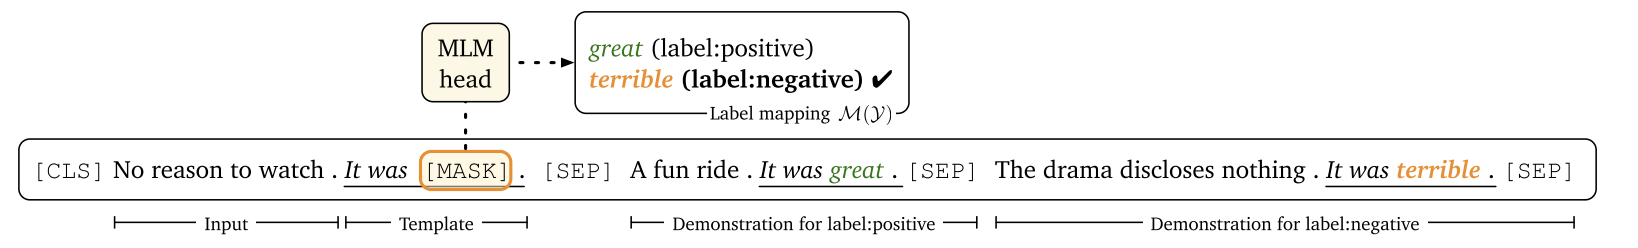 MLM
head
great (label:positive)
terrible (label:negative) ✔
Label mapping M(Y)
[CLS] No reason to watch . It was [MASK] . [SEP] A fun ride . It was great . [SEP] The drama discloses nothing . It was terrible . [SEP]
Input Template Demonstration for label:positive Demonstration for label:negative